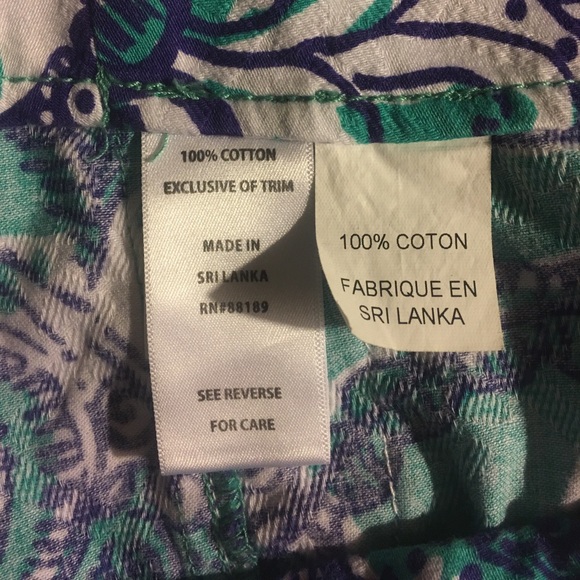 100% COTTON
EXCLUSIVE OF TRIM
MADE IN
SRI LANKA
RN#88189
SEE REVERSE
FOR CARE
100% COTON
FABRIQUE EN
SRI LANKA